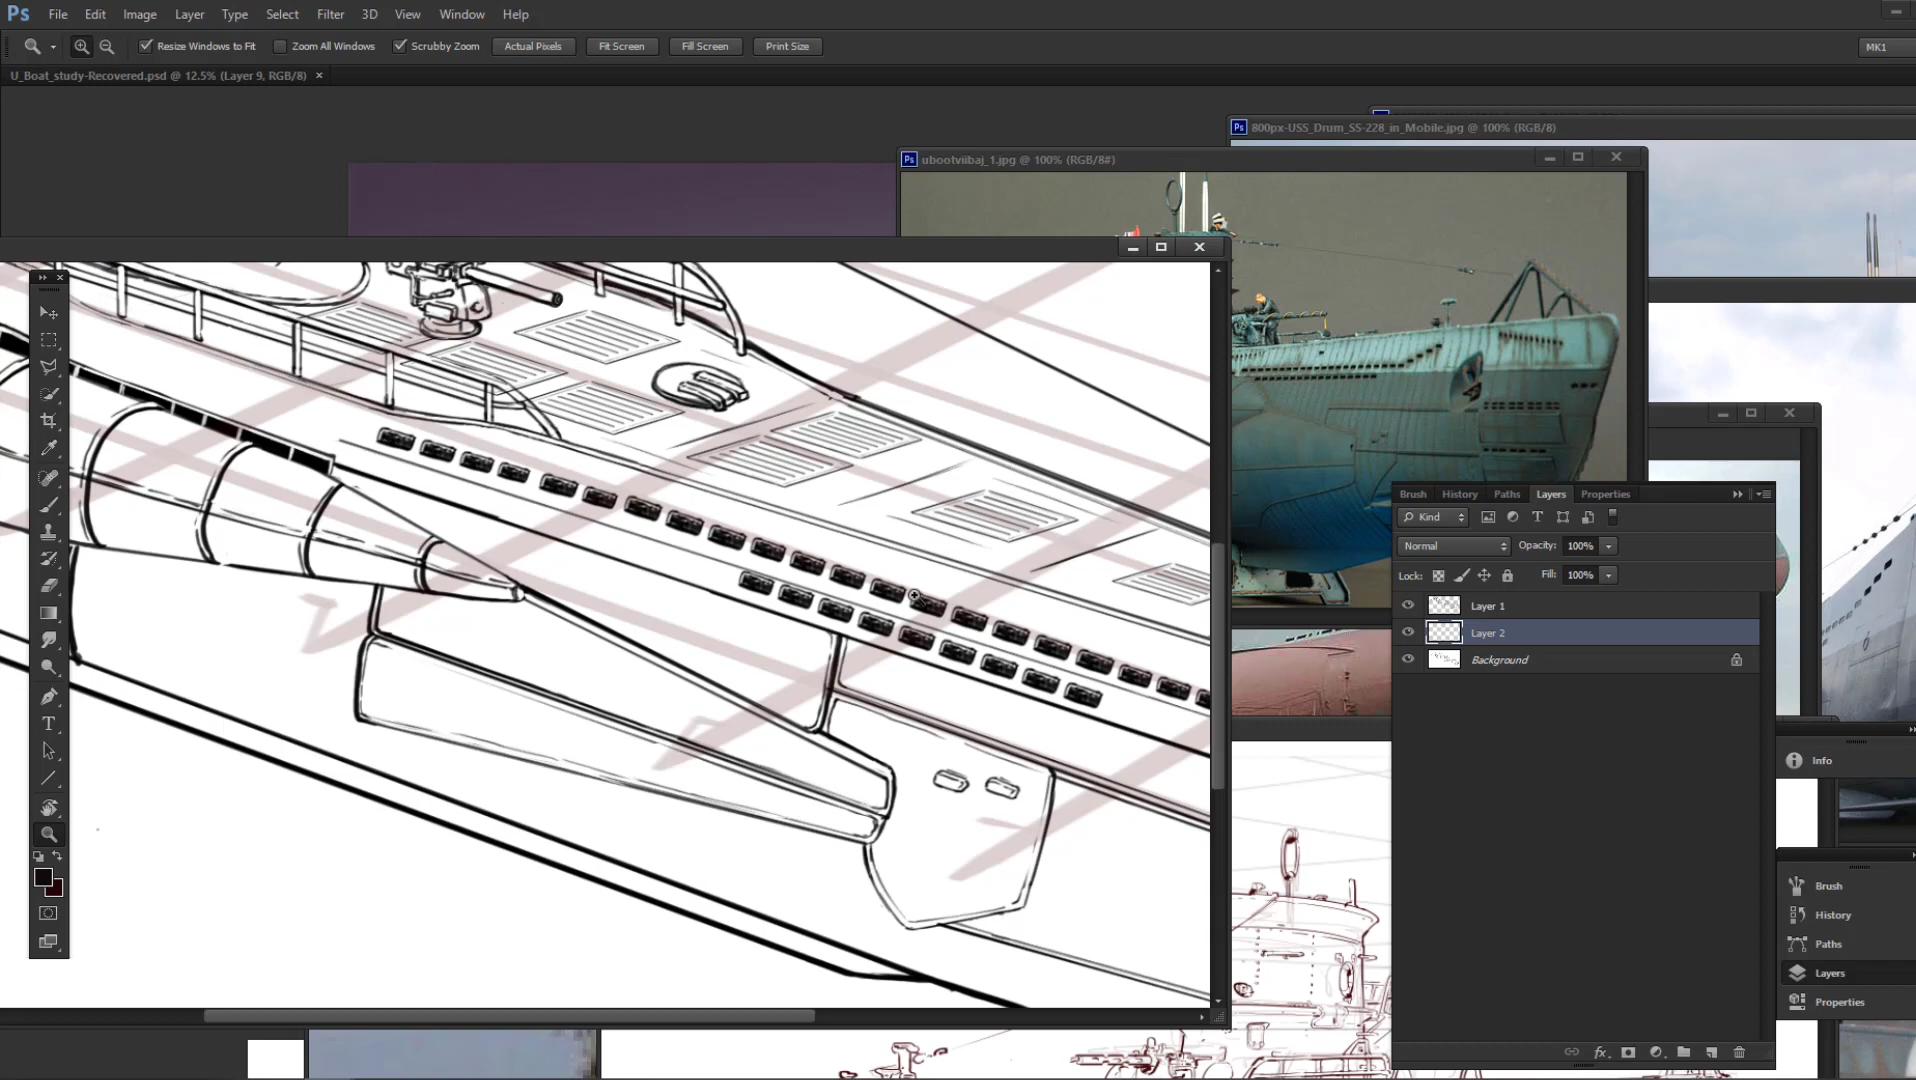 Ps File Edit Image Layer Type Select Filter 3D View Window Help
Resize Windows to Fit Zoom All Windows Scrubby Zoom Actual Pixels Fit Screen Fill Screen Print Size MK1
U_Boat_study-Recovered.psd @ 12.5% (Layer 9, RGB/8) ×
Ps 800px-USS_Drum_SS-228_in_Mobile.jpg @ 100% (RGB/8)
Ps ubootviibaj_1.jpg @ 100% (RGB/8#)
Brush History Paths Layers Properties
Kind
Normal Opacity: 100%
Lock: Fill: 100%
Layer 1
Layer 2
Background
Info
Brush
History
Paths
Layers
Properties
fx